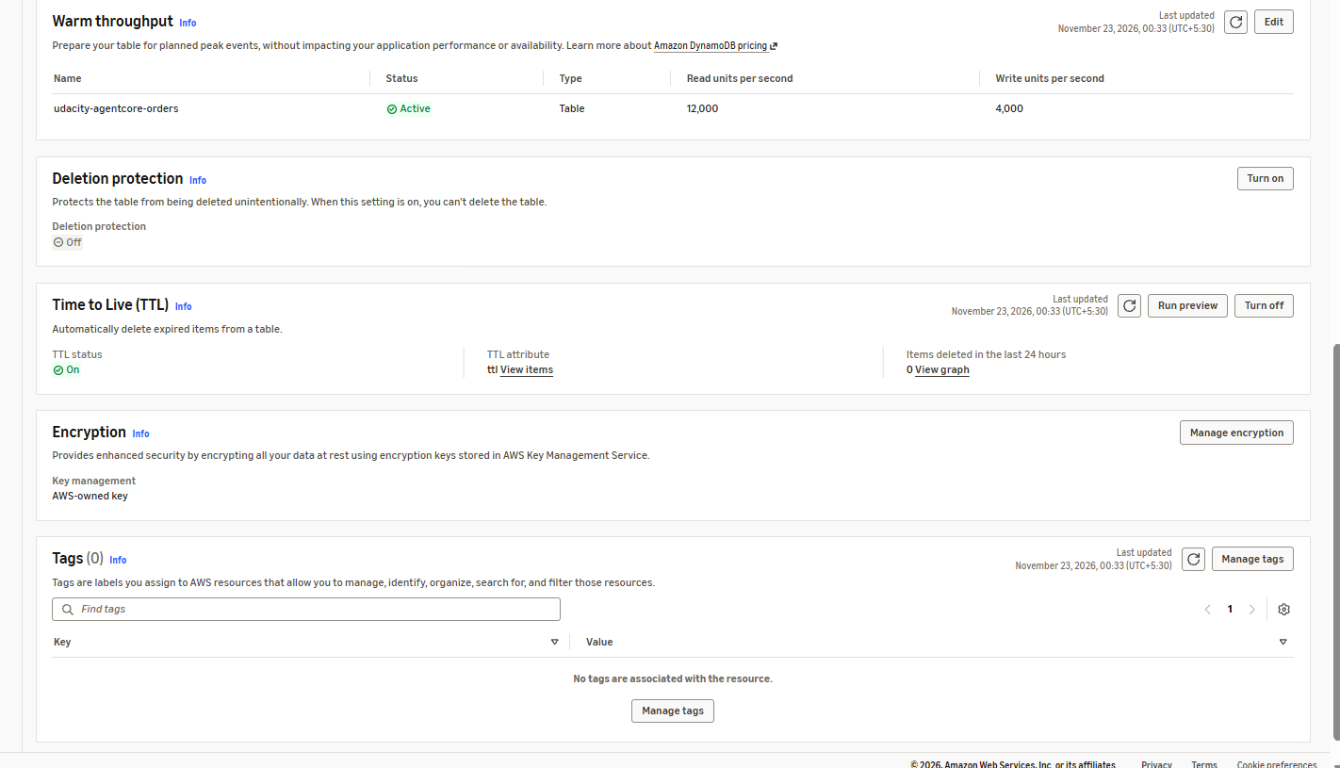 Warm throughput Info
Last updated
November 23, 2026, 00:33 (UTC+5:30)
Edit
Prepare your table for planned peak events, without impacting your application performance or availability. Learn more about Amazon DynamoDB pricing
Name Status Type Read units per second Write units per second
udacity-agentcore-orders Active Table 12,000 4,000
Deletion protection Info
Turn on
Protects the table from being deleted unintentionally. When this setting is on, you can't delete the table.
Deletion protection
Off
Time to Live (TTL) Info
Last updated
November 23, 2026, 00:33 (UTC+5:30)
Run preview Turn off
Automatically delete expired items from a table.
TTL status TTL attribute Items deleted in the last 24 hours
On ttl View items 0 View graph
Encryption Info
Manage encryption
Provides enhanced security by encrypting all your data at rest using encryption keys stored in AWS Key Management Service.
Key management
AWS-owned key
Tags (0) Info
Last updated
November 23, 2026, 00:33 (UTC+5:30)
Manage tags
Tags are labels you assign to AWS resources that allow you to manage, identify, organize, search for, and filter those resources.
Find tags
1
Key Value
No tags are associated with the resource.
Manage tags
© 2026, Amazon Web Services, Inc. or its affiliates. Privacy Terms Cookie preferences